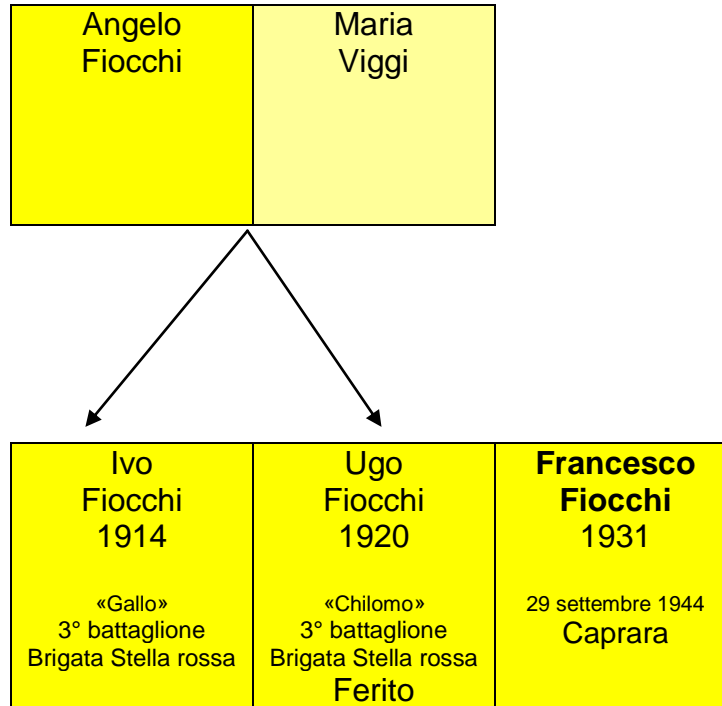 Angelo
Fiocchi
Maria
Viggi
Ivo
Fiocchi
1914
«Gallo»
3° battaglione
Brigata Stella rossa
Ugo
Fiocchi
1920
«Chilomo»
3° battaglione
Brigata Stella rossa
Ferito
Francesco
Fiocchi
1931
29 settembre 1944
Caprara